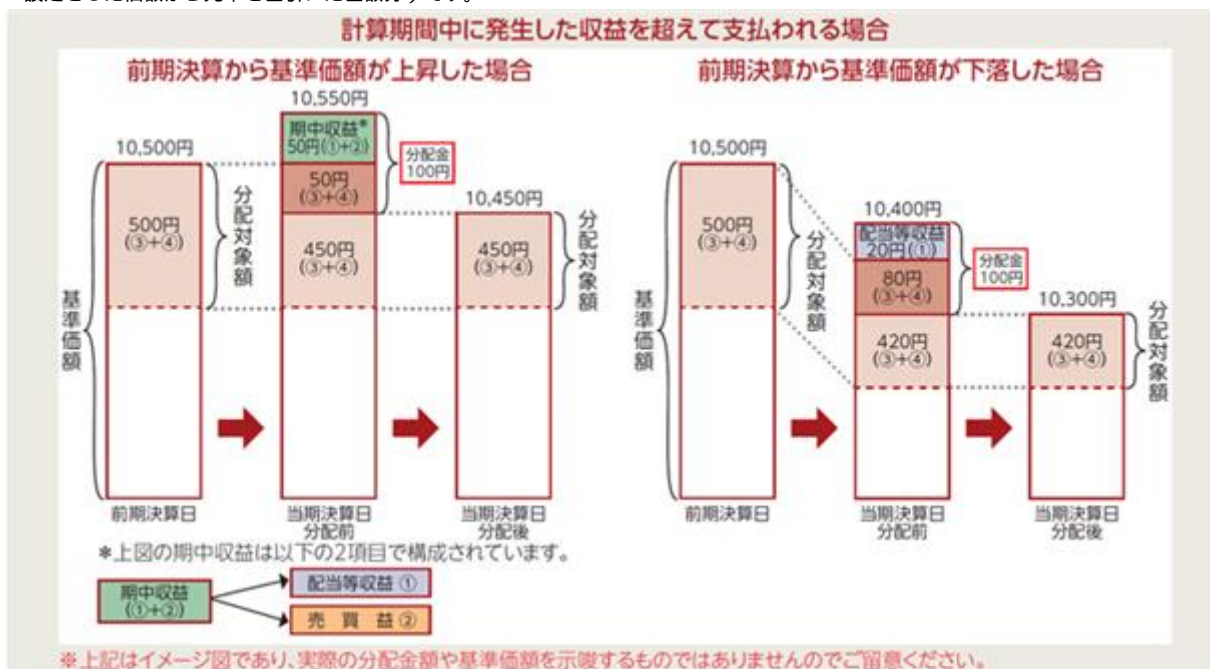 計算期間中に発生した収益を超えて支払われる場合
前期決算から基準価額が上昇した場合
10,550円
期中収益*
50円(①+②)
10,500円
分配金
100円
50円
(③+④)
10,450円
500円
(③+④)
分配対象額
450円
(③+④)
450円
(③+④)
分配対象額
基準価額
前期決算日
当期決算日
分配前
当期決算日
分配後
*上図の期中収益は以下の2項目で構成されています。
期中収益
(①+②)
配当等収益 ①
売 買 益 ②
前期決算から基準価額が下落した場合
10,500円
10,400円
500円
(③+④)
分配対象額
配当等収益
20円(①)
分配金
100円
80円
(③+④)
10,300円
420円
(③+④)
420円
(③+④)
分配対象額
基準価額
前期決算日
当期決算日
分配前
当期決算日
分配後
※上記はイメージ図であり、実際の分配金額や基準価額を示唆するものではありませんのでご留意ください。